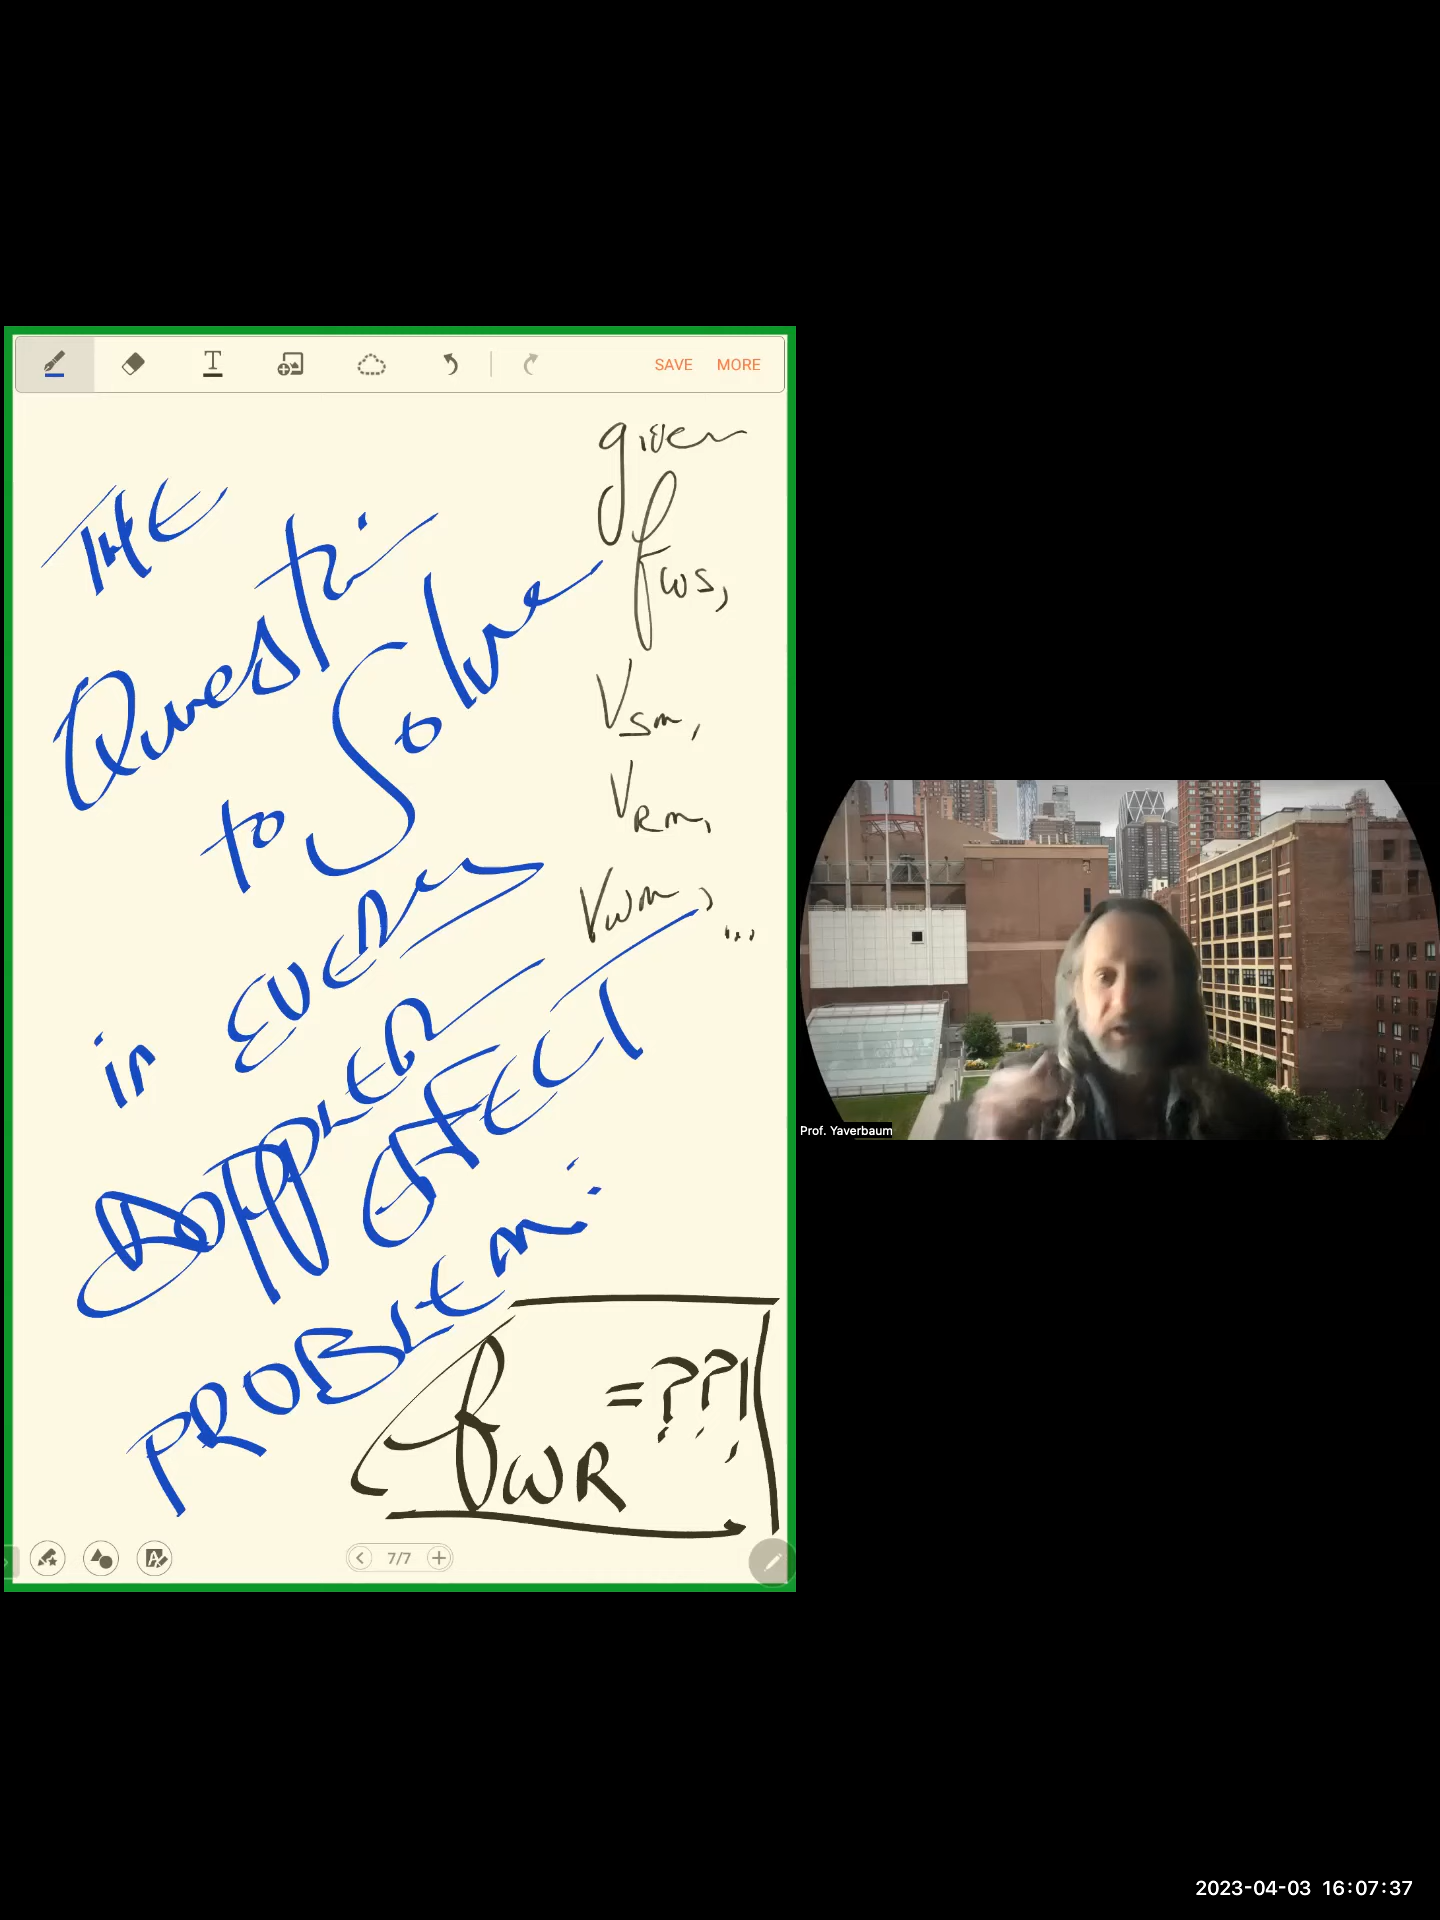 SAVE MORE
given
fws,
VSm,
VRm,
Vwm, ...
THE
Question
to Solve
in EVERY
DOPPLER
EFFECT
PROBLEM:
fWR =??!
7/7
Prof. Yaverbaum
2023-04-03 16:07:37